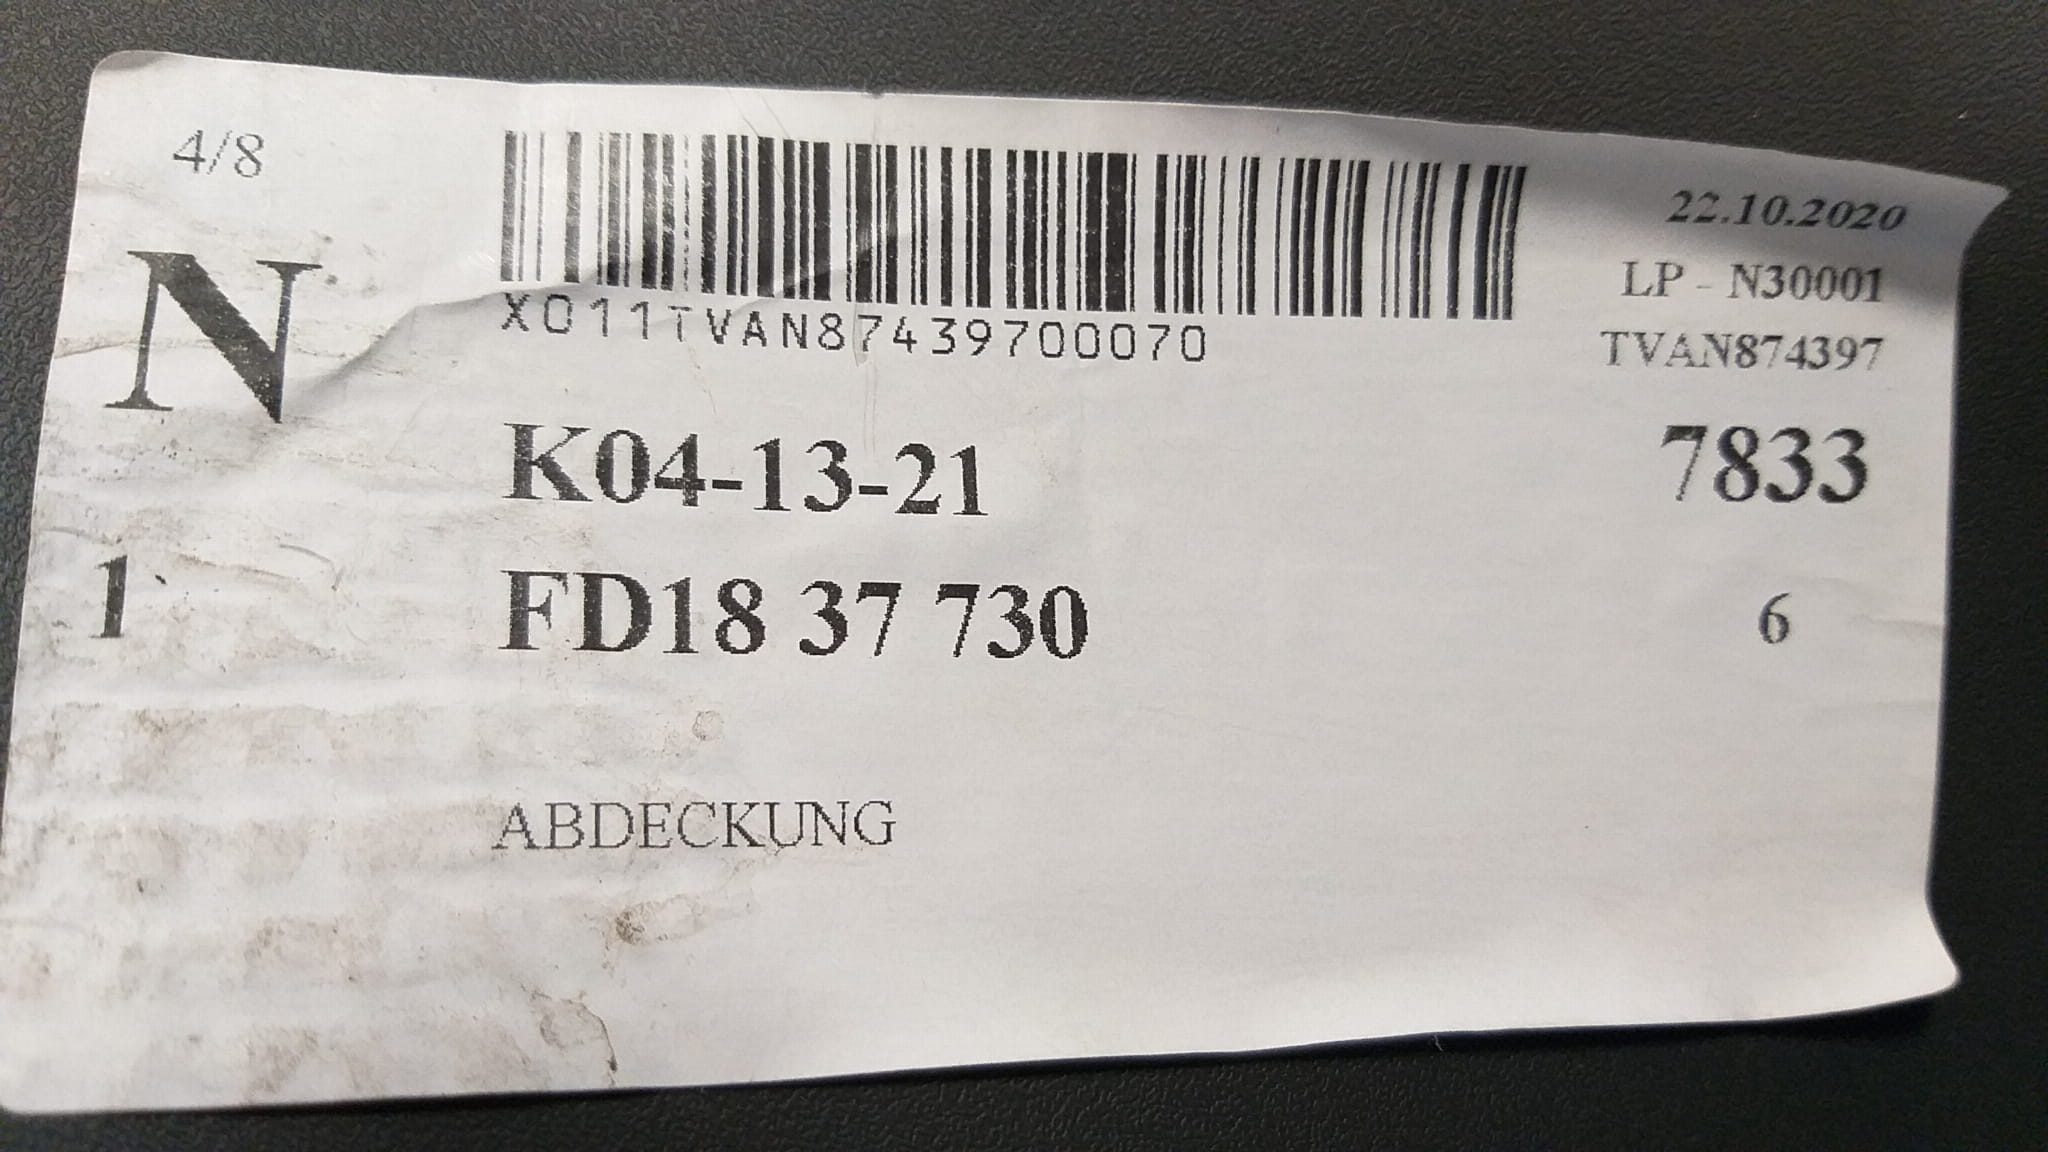 4/8
22.10.2020
LP - N30001
X011TVAN87439700070
TVAN874397
N
K04-13-21
7833
1
FD18 37 730
6
ABDECKUNG